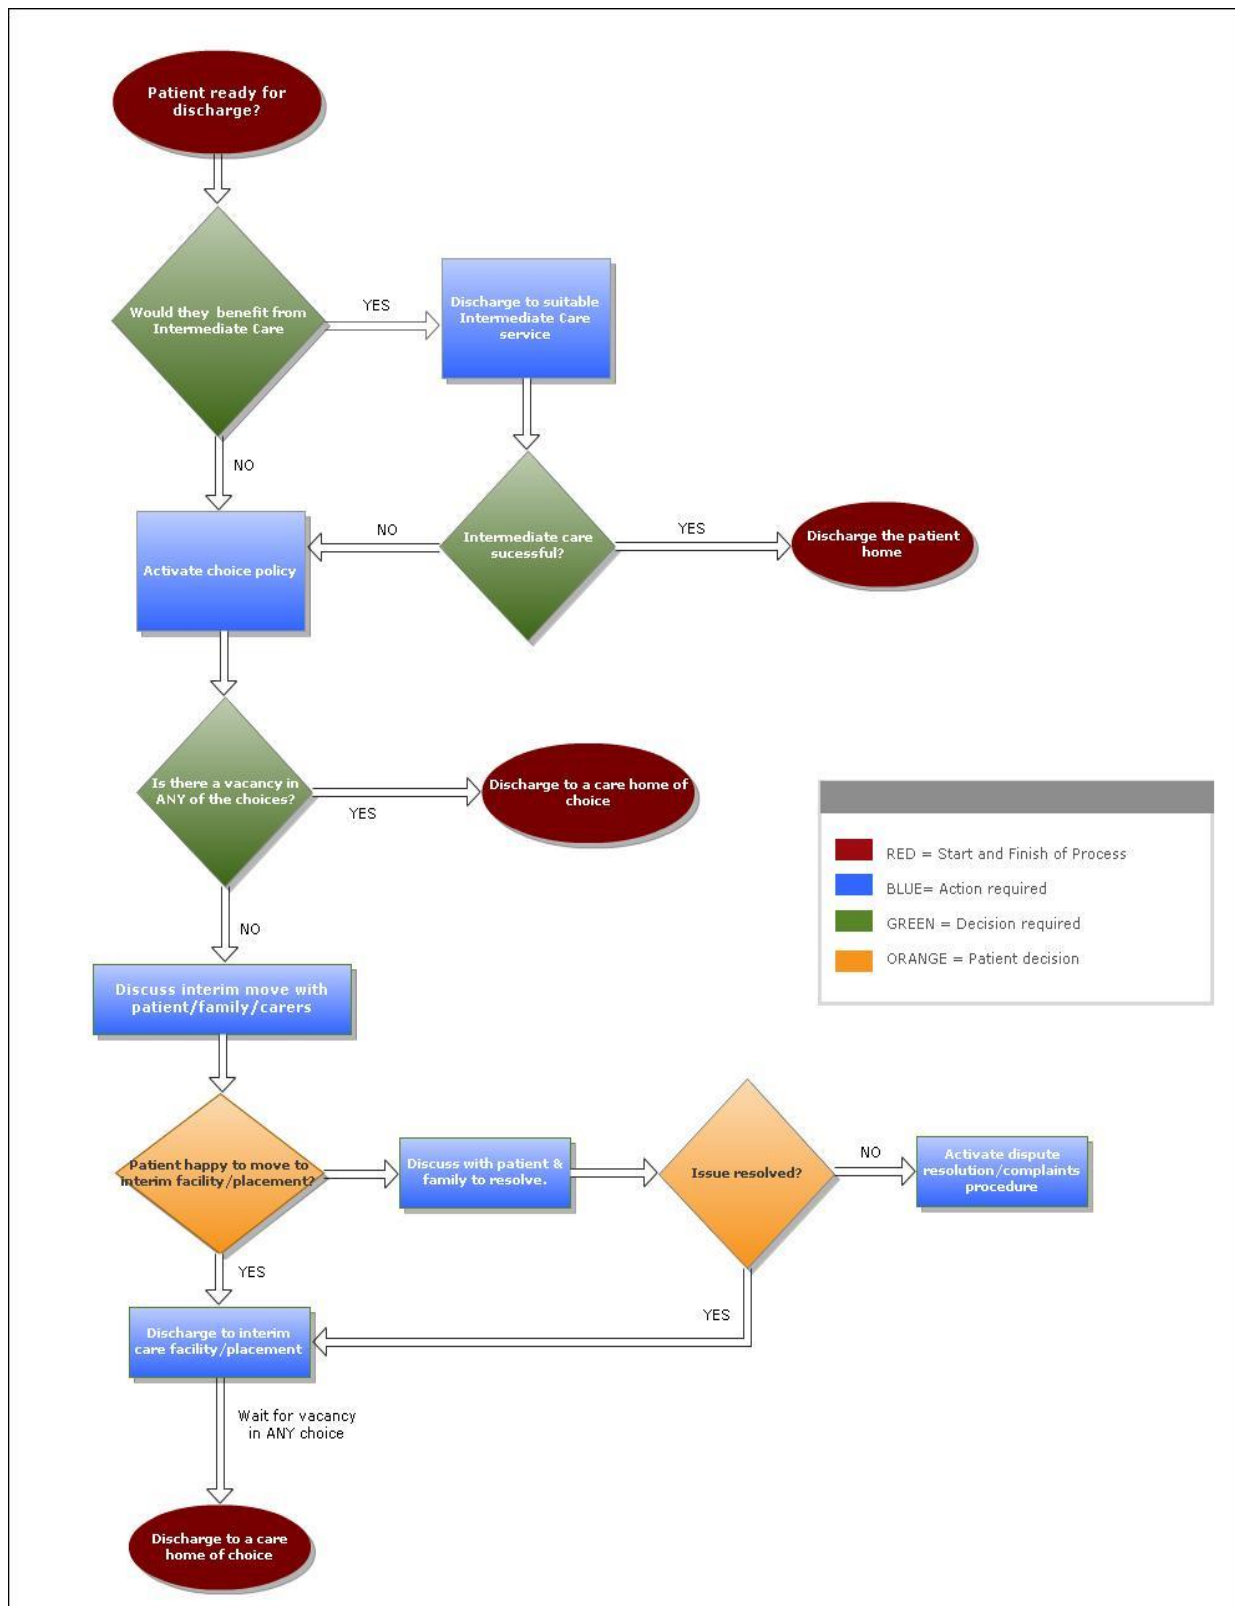 Patient ready for
discharge?
Would they  benefit from
Intermediate Care
YES
Discharge to suitable
Intermediate Care
service
NO
Intermediate care
sucessful?
NO
YES
Discharge the patient
home
Activate choice policy
Is there a vacancy in
ANY of the choices?
YES
Discharge to a care home of
choice
NO
RED = Start and Finish of Process
BLUE= Action required
GREEN = Decision required
ORANGE = Patient decision
Discuss interim move with
patient/family/carers
Patient happy to move to
interim facility/placement?
Discuss with patient &
family to resolve.
Issue resolved?
NO
Activate dispute
resolution/complaints
procedure
YES
YES
Discharge to interim
care facility/placement
Wait for vacancy
in ANY choice
Discharge to a care
home of choice